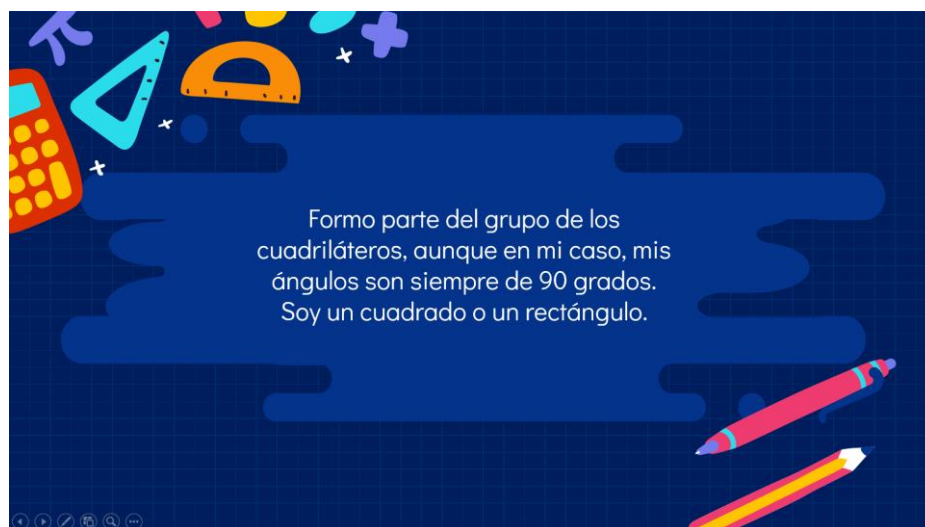 Formo parte del grupo de los
cuadriláteros, aunque en mi caso, mis
ángulos son siempre de 90 grados.
Soy un cuadrado o un rectángulo.